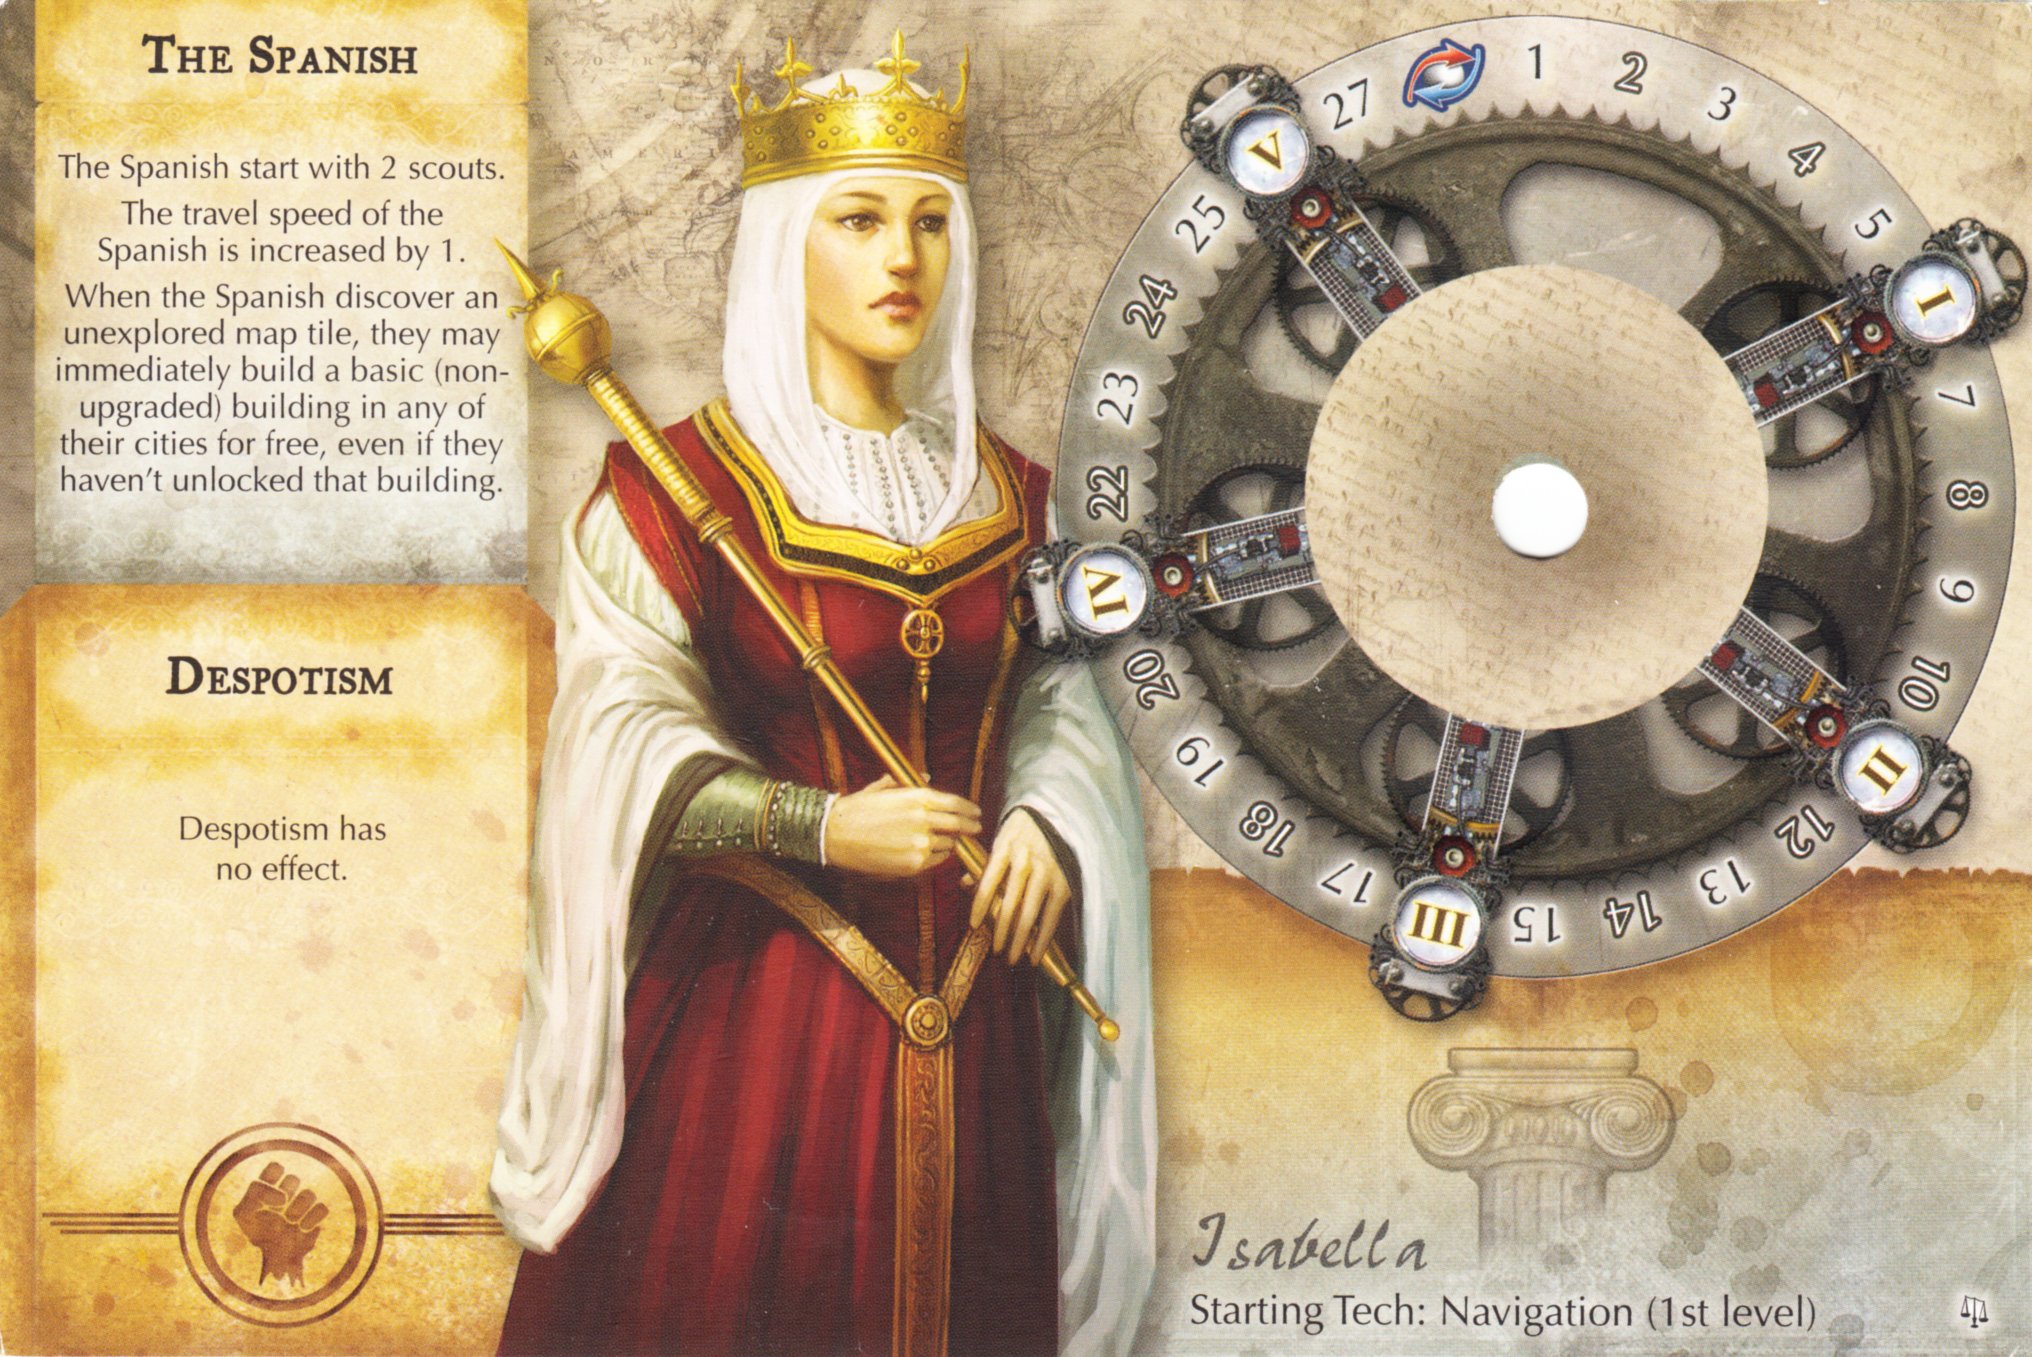 THE SPANISH
The Spanish start with 2 scouts.
The travel speed of the
Spanish is increased by 1.
When the Spanish discover an
unexplored map tile, they may
immediately build a basic (non-
upgraded) building in any of
their cities for free, even if they
haven't unlocked that building.
DESPOTISM
Despotism has
no effect.
1
2
3
4
5
I
7
8
9
10
II
12
13
14
15
III
17
18
19
20
IV
22
23
24
25
V
27
Isabella
Starting Tech: Navigation (1st level)